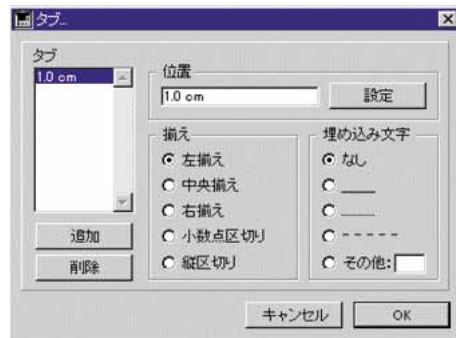 タブ...
タブ
1.0 cm
追加
削除
位置
1.0 cm
設定
揃え
左揃え
中央揃え
右揃え
小数点区切り
縦区切り
埋め込み文字
なし
_____
..........
- - - - -
その他:
キャンセル
OK